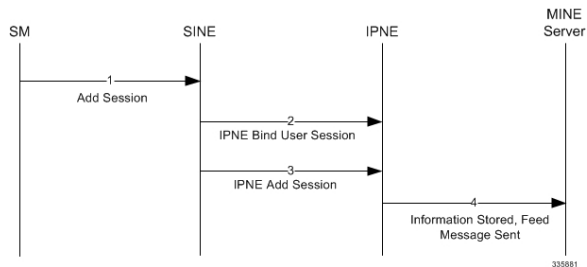 SM
SINE
IPNE
MINE
Server
1
Add Session
2
IPNE Bind User Session
3
IPNE Add Session
4
Information Stored, Feed
Message Sent
335881